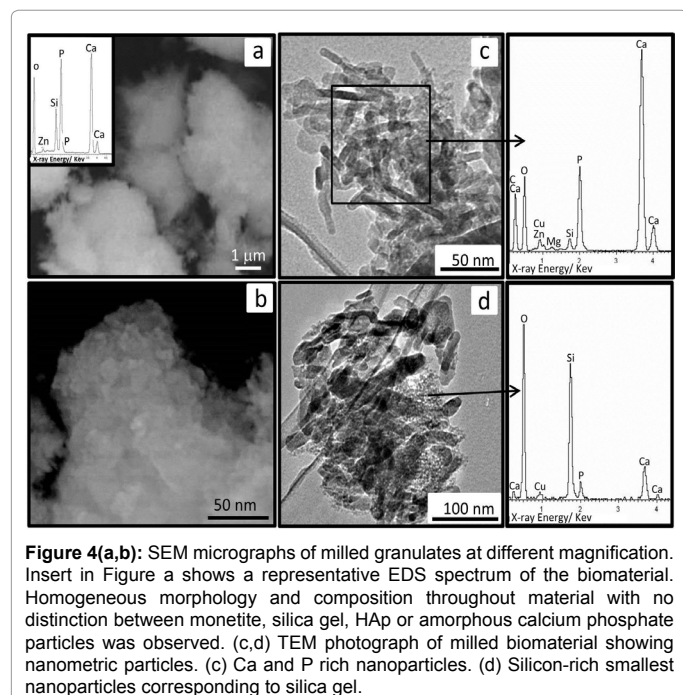 a
P
Ca
O
Si
Zn
P
Ca
X-ray Energy/ Kev
1 μm
b
50 nm
c
50 nm
Ca
P
C
Ca
O
Cu
Zn
Mg
Si
Ca
1
2
3
4
X-ray Energy/ Kev
d
100 nm
O
Si
Ca
Cu
P
Ca
Ca
1
2
3
4
X-ray Energy/ Kev
Figure 4(a,b): SEM micrographs of milled granulates at different magnification.
Insert in Figure a shows a representative EDS spectrum of the biomaterial.
Homogeneous morphology and composition throughout material with no
distinction between monetite, silica gel, HAp or amorphous calcium phosphate
particles was observed. (c,d) TEM photograph of milled biomaterial showing
nanometric particles. (c) Ca and P rich nanoparticles. (d) Silicon-rich smallest
nanoparticles corresponding to silica gel.